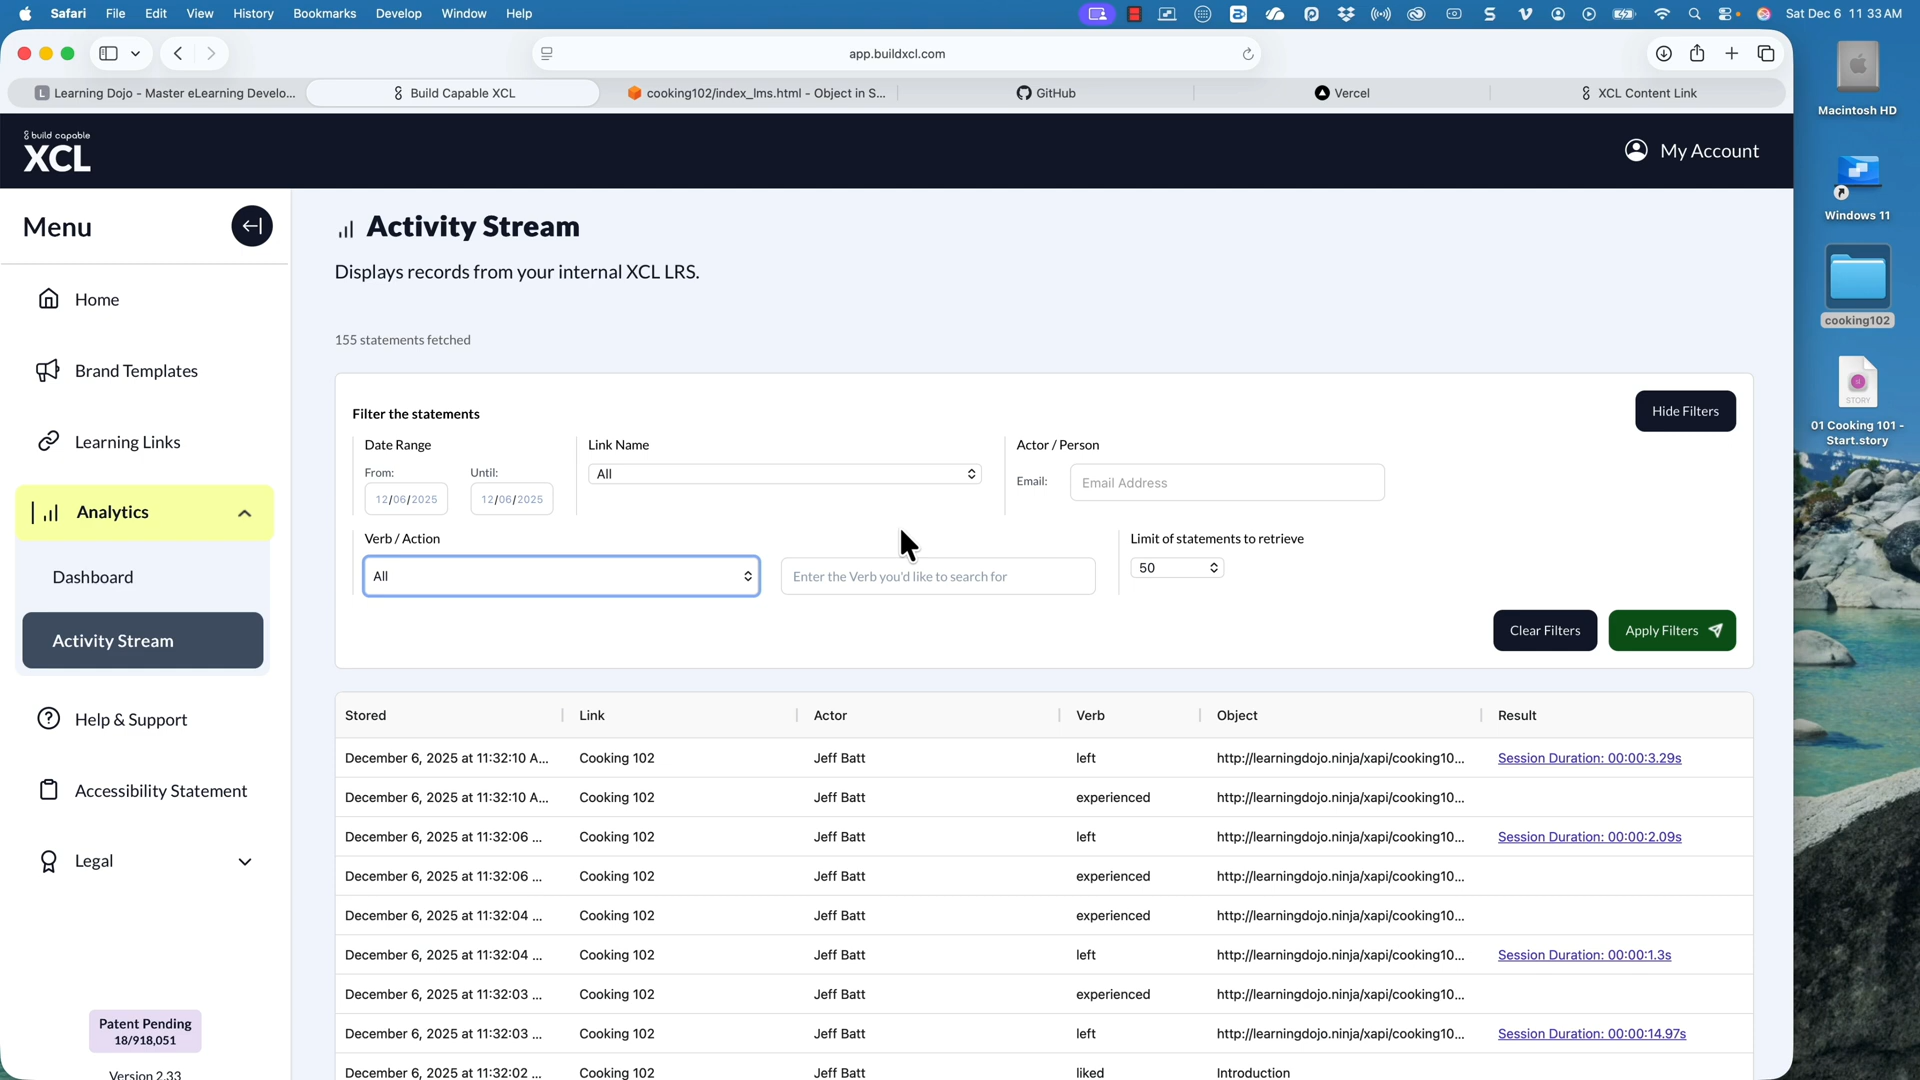 Safari File Edit View History Bookmarks Develop Window Help
Sat Dec 6 11 33 AM
app.buildxcl.com
L Learning Dojo - Master eLearning Develo...
Build Capable XCL
cooking102/index_lms.html - Object in S...
GitHub
Vercel
XCL Content Link
build capable
XCL
My Account
Menu
Home
Brand Templates
Learning Links
Analytics
Dashboard
Activity Stream
Help & Support
Accessibility Statement
Legal
Patent Pending
18/918,051
Version 2.33
Activity Stream
Displays records from your internal XCL LRS.
155 statements fetched
Filter the statements
Hide Filters
Date Range
From: Until:
12/06/2025 12/06/2025
Link Name
All
Actor / Person
Email: Email Address
Verb / Action
All
Enter the Verb you'd like to search for
Limit of statements to retrieve
50
Clear Filters Apply Filters
Stored Link Actor Verb Object Result
December 6, 2025 at 11:32:10 A... Cooking 102 Jeff Batt left http://learningdojo.ninja/xapi/cooking10... Session Duration: 00:00:3.29s
December 6, 2025 at 11:32:10 A... Cooking 102 Jeff Batt experienced http://learningdojo.ninja/xapi/cooking10...
December 6, 2025 at 11:32:06 ... Cooking 102 Jeff Batt left http://learningdojo.ninja/xapi/cooking10... Session Duration: 00:00:2.09s
December 6, 2025 at 11:32:06 ... Cooking 102 Jeff Batt experienced http://learningdojo.ninja/xapi/cooking10...
December 6, 2025 at 11:32:04 ... Cooking 102 Jeff Batt experienced http://learningdojo.ninja/xapi/cooking10...
December 6, 2025 at 11:32:04 ... Cooking 102 Jeff Batt left http://learningdojo.ninja/xapi/cooking10... Session Duration: 00:00:1.3s
December 6, 2025 at 11:32:03 ... Cooking 102 Jeff Batt experienced http://learningdojo.ninja/xapi/cooking10...
December 6, 2025 at 11:32:03 ... Cooking 102 Jeff Batt left http://learningdojo.ninja/xapi/cooking10... Session Duration: 00:00:14.97s
December 6, 2025 at 11:32:02 ... Cooking 102 Jeff Batt liked Introduction
Macintosh HD
Windows 11
cooking102
STORY
01 Cooking 101 -
Start.story